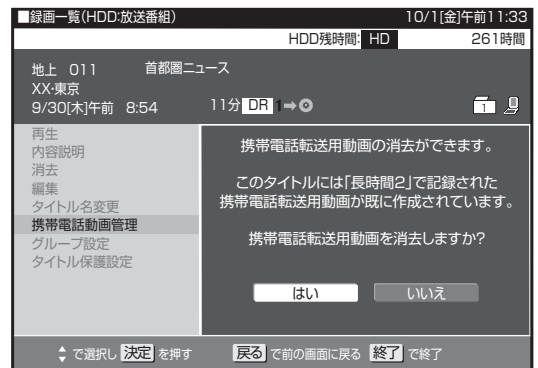 ■録画一覧(HDD:放送番組) 10/1[金]午前11:33
HDD残時間: HD 261時間
地上 011 首都圏ニュース
XX・東京
9/30[木]午前 8:54 11分 DR 1➡
1
再生
内容説明
消去
編集
タイトル名変更
携帯電話動画管理
グループ設定
タイトル保護設定
携帯電話転送用動画の消去ができます。
このタイトルには「長時間2」で記録された
携帯電話転送用動画が既に作成されています。
携帯電話転送用動画を消去しますか?
はい いいえ
で選択し 決定 を押す 戻る で前の画面に戻る 終了 で終了